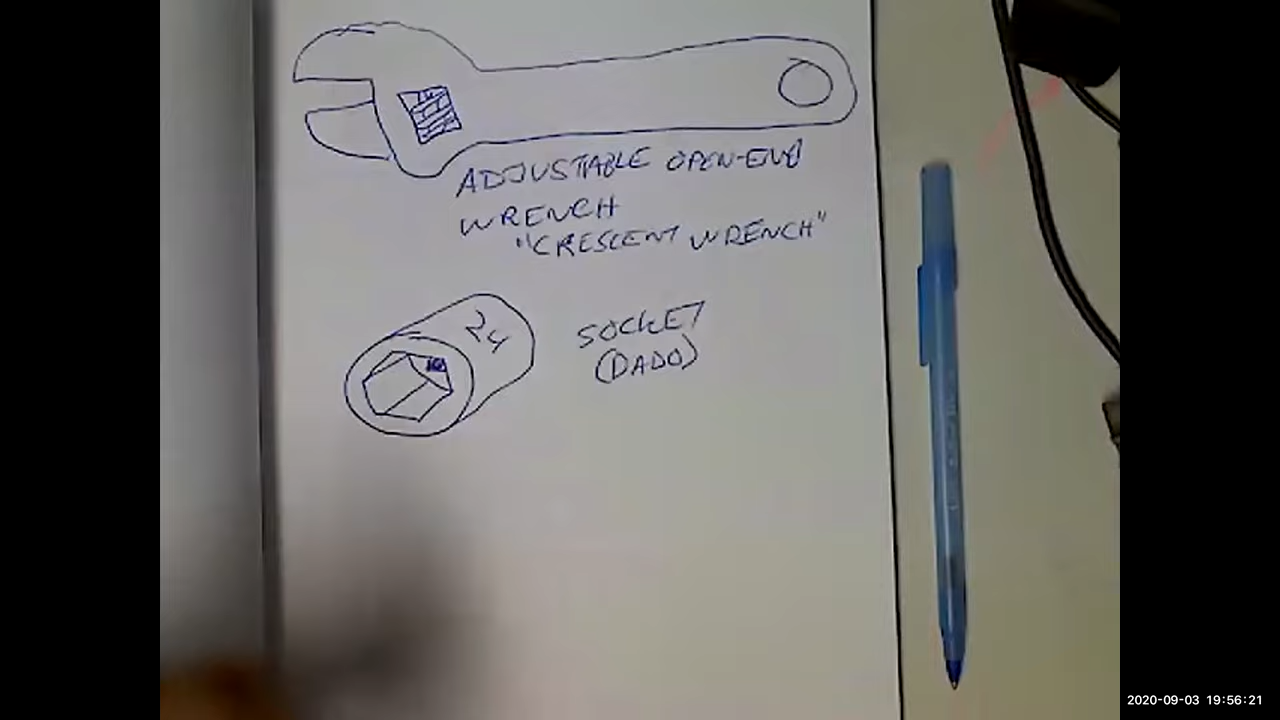 ADJUSTABLE OPEN-END
WRENCH
"CRESCENT WRENCH"
24
SOCKET
(DADO)
2020-09-03 19:56:21